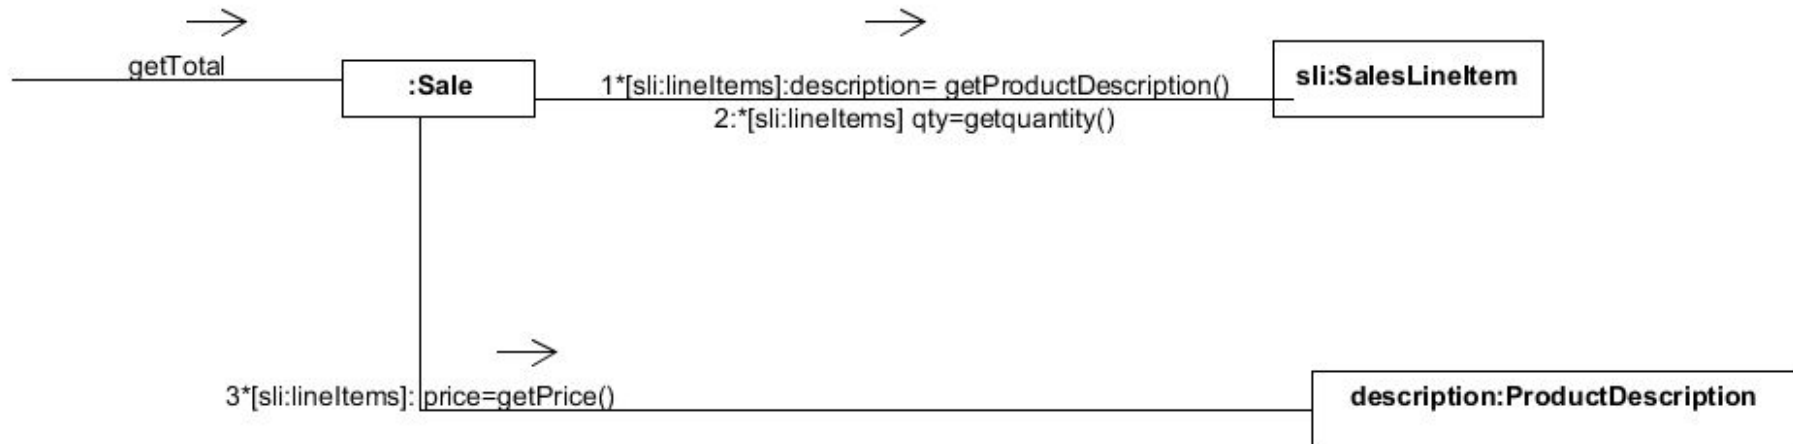 getTotal
:Sale
1*[sli:lineItems]:description= getProductDescription()
2:*[sli:lineItems] qty=getquantity()
sli:SalesLineItem
3*[sli:lineItems]: price=getPrice()
description:ProductDescription